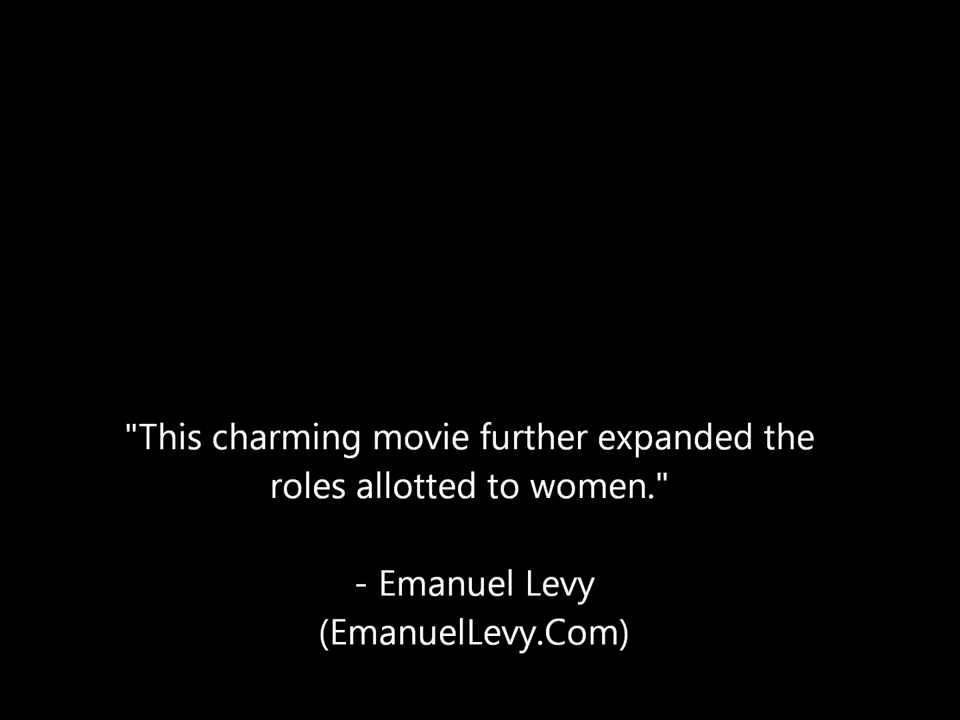 "This charming movie further expanded the
roles allotted to women."
- Emanuel Levy
(EmanuelLevy.Com)